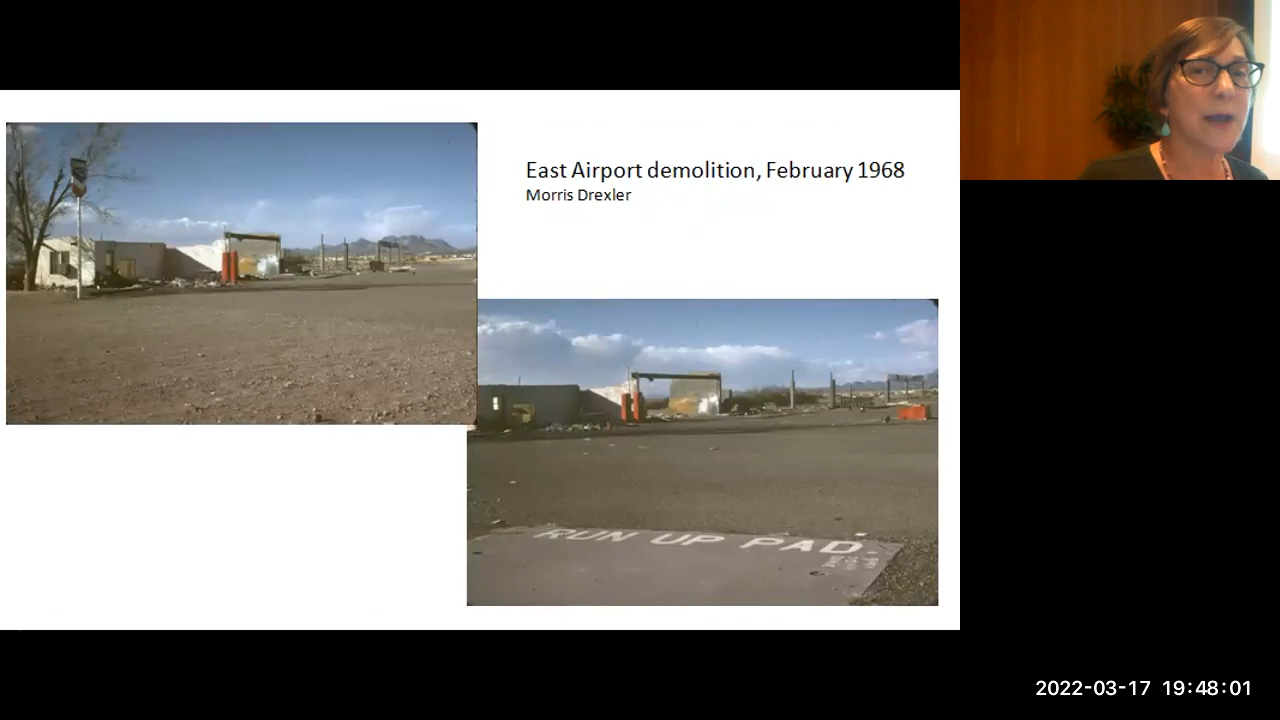 East Airport demolition, February 1968
Morris Drexler
RUN UP PAD
2022-03-17 19:48:01